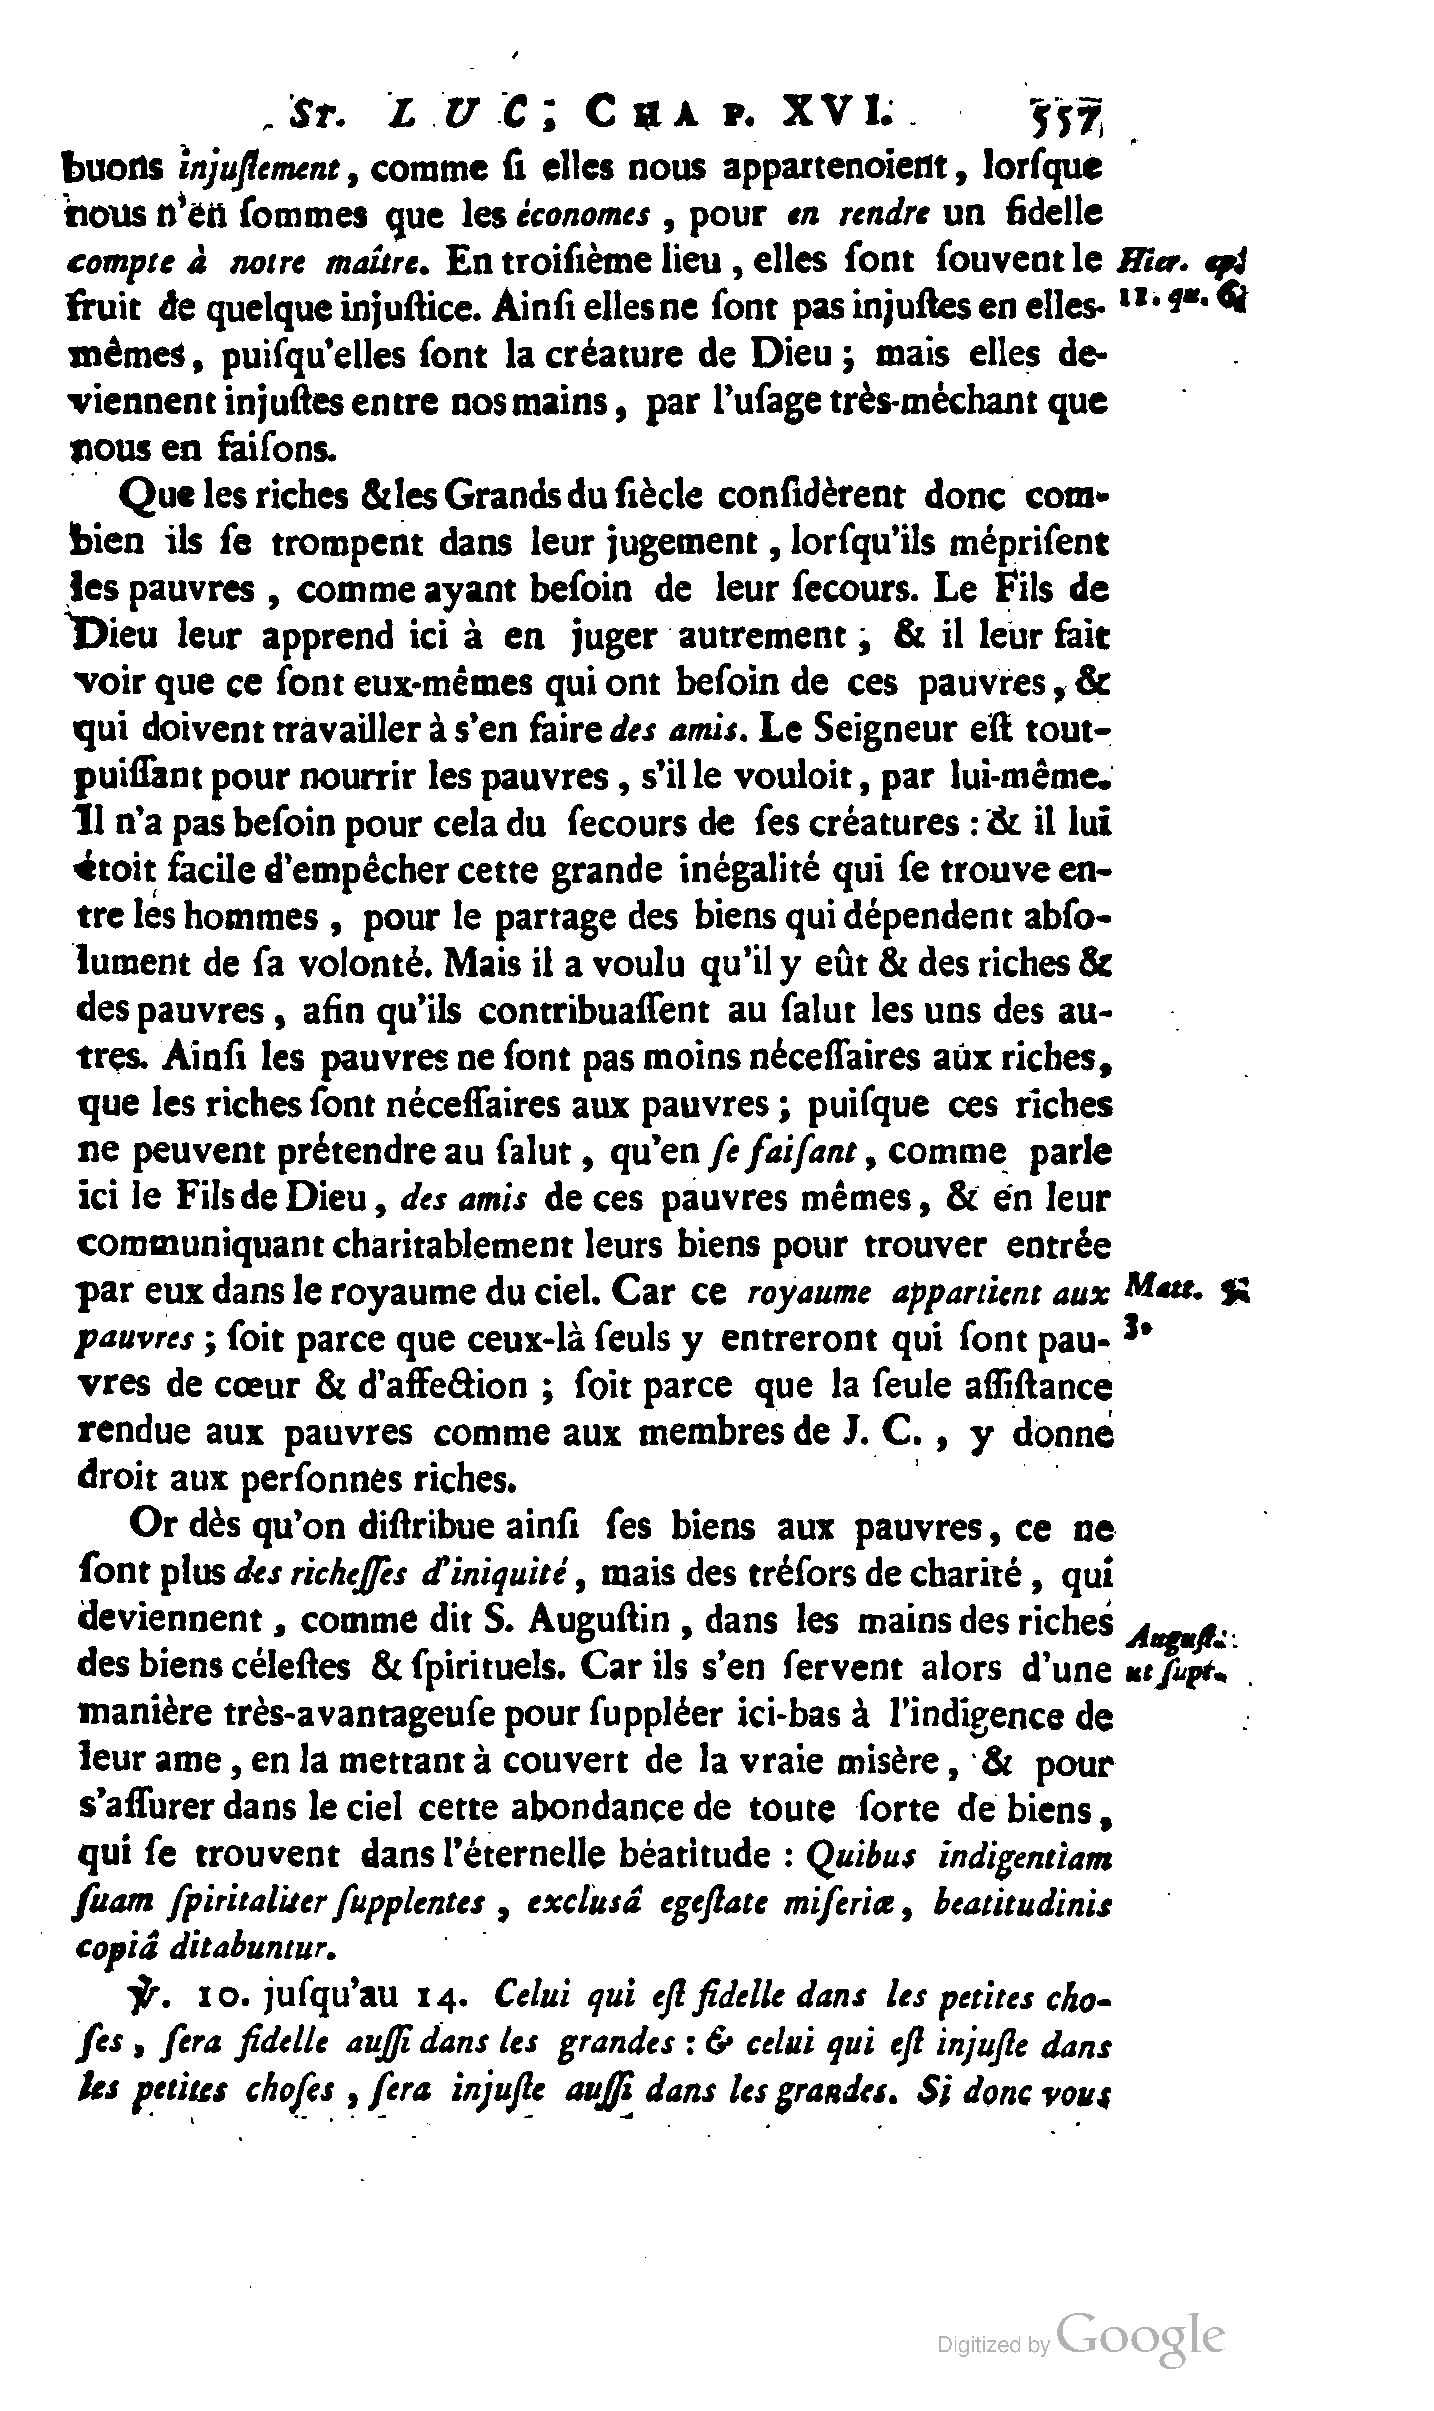 St. LUC, CHAP. XVI. 557
buons injuſtement, comme ſi elles nous appartenoient, lorſque
nous n'en ſommes que les économes, pour en rendre un fidelle
compte à notre maître. En troiſième lieu, elles ſont ſouvent le
Hier.
fruit de quelque injuſtice. Ainſi elles ne ſont pas injuſtes en elles-
11. qu. 6
mêmes, puiſqu'elles ſont la créature de Dieu; mais elles de-
viennent injuſtes entre nos mains, par l'uſage très-méchant que
nous en faiſons.
Que les riches & les Grands du ſiècle conſidèrent donc com-
bien ils ſe trompent dans leur jugement, lorſqu'ils mépriſent
les pauvres, comme ayant beſoin de leur ſecours. Le Fils de
Dieu leur apprend ici à en juger autrement; & il leur fait
voir que ce ſont eux-mêmes qui ont beſoin de ces pauvres, &
qui doivent travailler à s'en faire des amis. Le Seigneur eſt tout-
puiſſant pour nourrir les pauvres, s'il le vouloit, par lui-même.
Il n'a pas beſoin pour cela du ſecours de ſes créatures: & il lui
étoit facile d'empêcher cette grande inégalité qui ſe trouve en-
tre les hommes, pour le partage des biens qui dépendent abſo-
lument de ſa volonté. Mais il a voulu qu'il y eût & des riches &
des pauvres, afin qu'ils contribuaſſent au ſalut les uns des au-
tres. Ainſi les pauvres ne ſont pas moins néceſſaires aux riches,
que les riches ſont néceſſaires aux pauvres; puiſque ces riches
ne peuvent prétendre au ſalut, qu'en ſe faiſant, comme parle
ici le Fils de Dieu, des amis de ces pauvres mêmes, & en leur
communiquant charitablement leurs biens pour trouver entrée
par eux dans le royaume du ciel. Car ce royaume appartient aux
Matt. 5.
pauvres; ſoit parce que ceux-là ſeuls y entreront qui ſont pau-
3.
vres de cœur & d'affection; ſoit parce que la ſeule aſſiſtance
rendue aux pauvres comme aux membres de J. C., y donne
droit aux perſonnes riches.
Or dès qu'on diſtribue ainſi ſes biens aux pauvres, ce ne
ſont plus des richeſſes d'iniquité, mais des tréſors de charité, qui
deviennent, comme dit S. Auguſtin, dans les mains des riches
Auguſt.
des biens céleſtes & ſpirituels. Car ils s'en ſervent alors d'une
ut ſupr.
manière très-avantageuſe pour ſuppléer ici-bas à l'indigence de
leur ame, en la mettant à couvert de la vraie misère, & pour
s'aſſurer dans le ciel cette abondance de toute ſorte de biens,
qui ſe trouvent dans l'éternelle béatitude: Quibus indigentiam
ſuam ſpiritaliter ſupplentes, excluſâ egeſtate miſeriæ, beatitudinis
copiâ ditabuntur.
℣. 10. juſqu'au 14. Celui qui eſt fidelle dans les petites cho-
ſes, ſera fidelle auſſi dans les grandes: & celui qui eſt injuſte dans
les petites choſes, ſera injuſte auſſi dans les grandes. Si donc vous
Digitized by Google